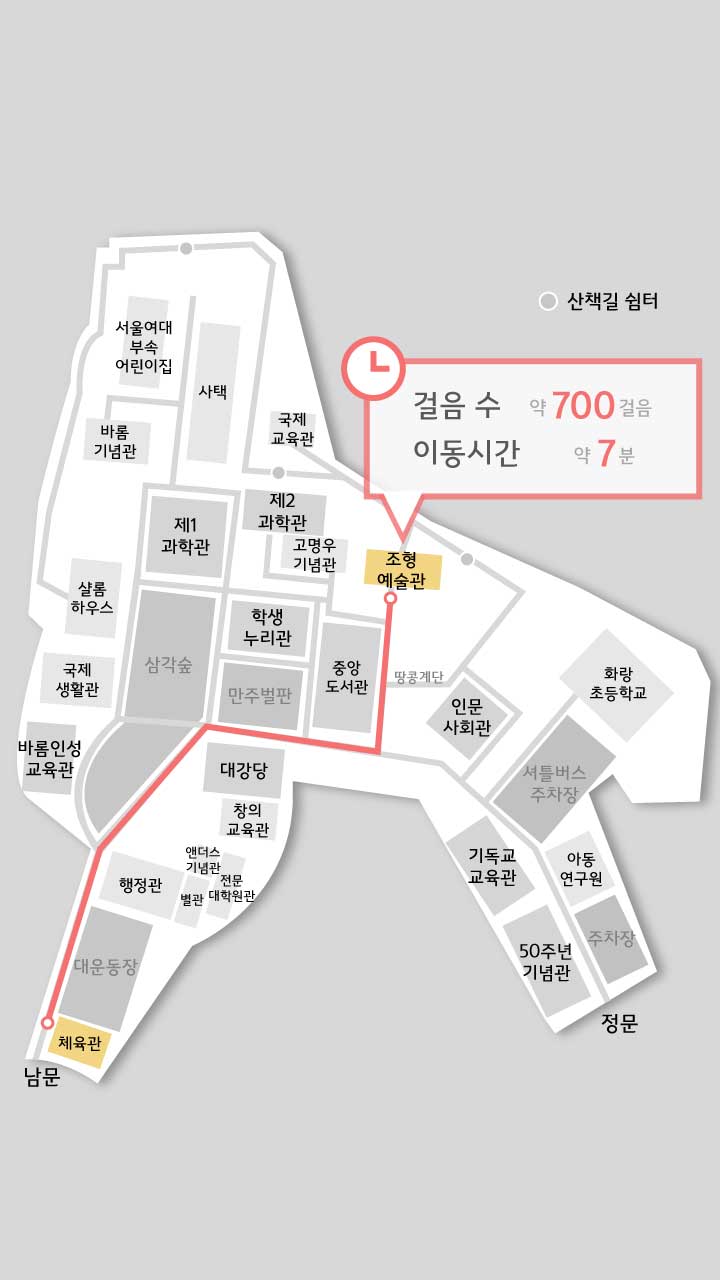 산책길 쉼터
걸음 수 약 700 걸음
이동시간 약 7 분
서울여대
부속
어린이집
사택
바롬
기념관
국제
교육관
제1
과학관
제2
과학관
고명우
기념관
조형
예술관
샬롬
하우스
삼각숲
학생
누리관
만주벌판
중앙
도서관
땅콩계단
인문
사회관
화랑
초등학교
국제
생활관
바롬인성
교육관
대강당
창의
교육관
셔틀버스
주차장
앤더스
기념관
전문
대학원관
별관
행정관
기독교
교육관
아동
연구원
대운동장
50주년
기념관
주차장
체육관
정문
남문